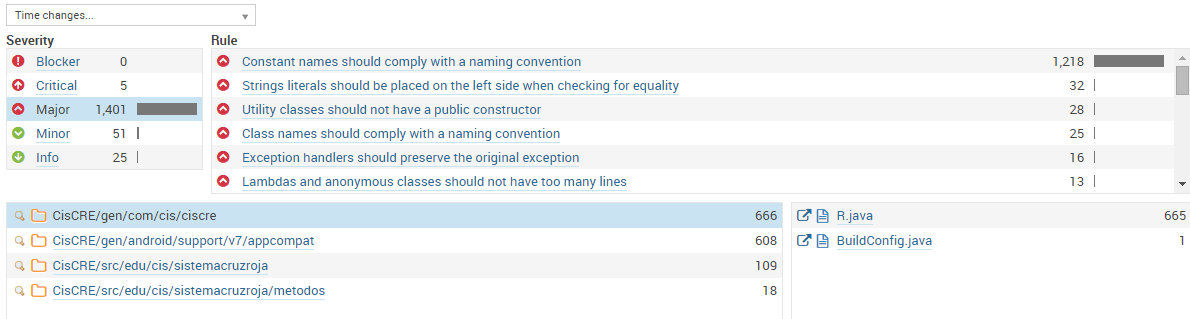 Time changes...
Severity
Rule
Blocker 0
Critical 5
Major 1,401
Minor 51
Info 25
Constant names should comply with a naming convention 1,218
Strings literals should be placed on the left side when checking for equality 32
Utility classes should not have a public constructor 28
Class names should comply with a naming convention 25
Exception handlers should preserve the original exception 16
Lambdas and anonymous classes should not have too many lines 13
CisCRE/gen/com/cis/ciscre 666
CisCRE/gen/android/support/v7/appcompat 608
CisCRE/src/edu/cis/sistemacruzroja 109
CisCRE/src/edu/cis/sistemacruzroja/metodos 18
R.java 665
BuildConfig.java 1